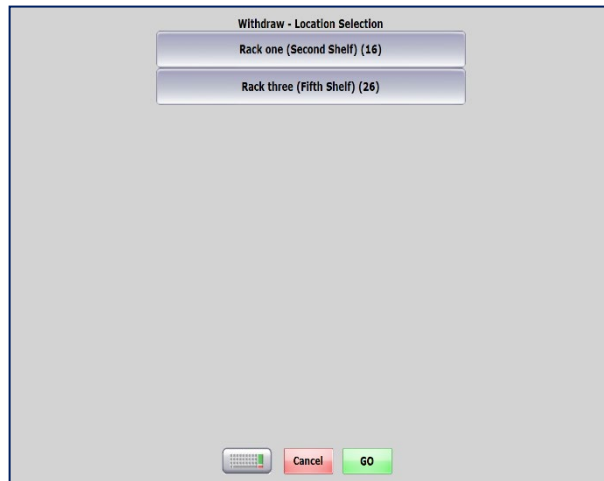 Withdraw - Location Selection
Rack one (Second Shelf) (16)
Rack three (Fifth Shelf) (26)
Cancel
GO